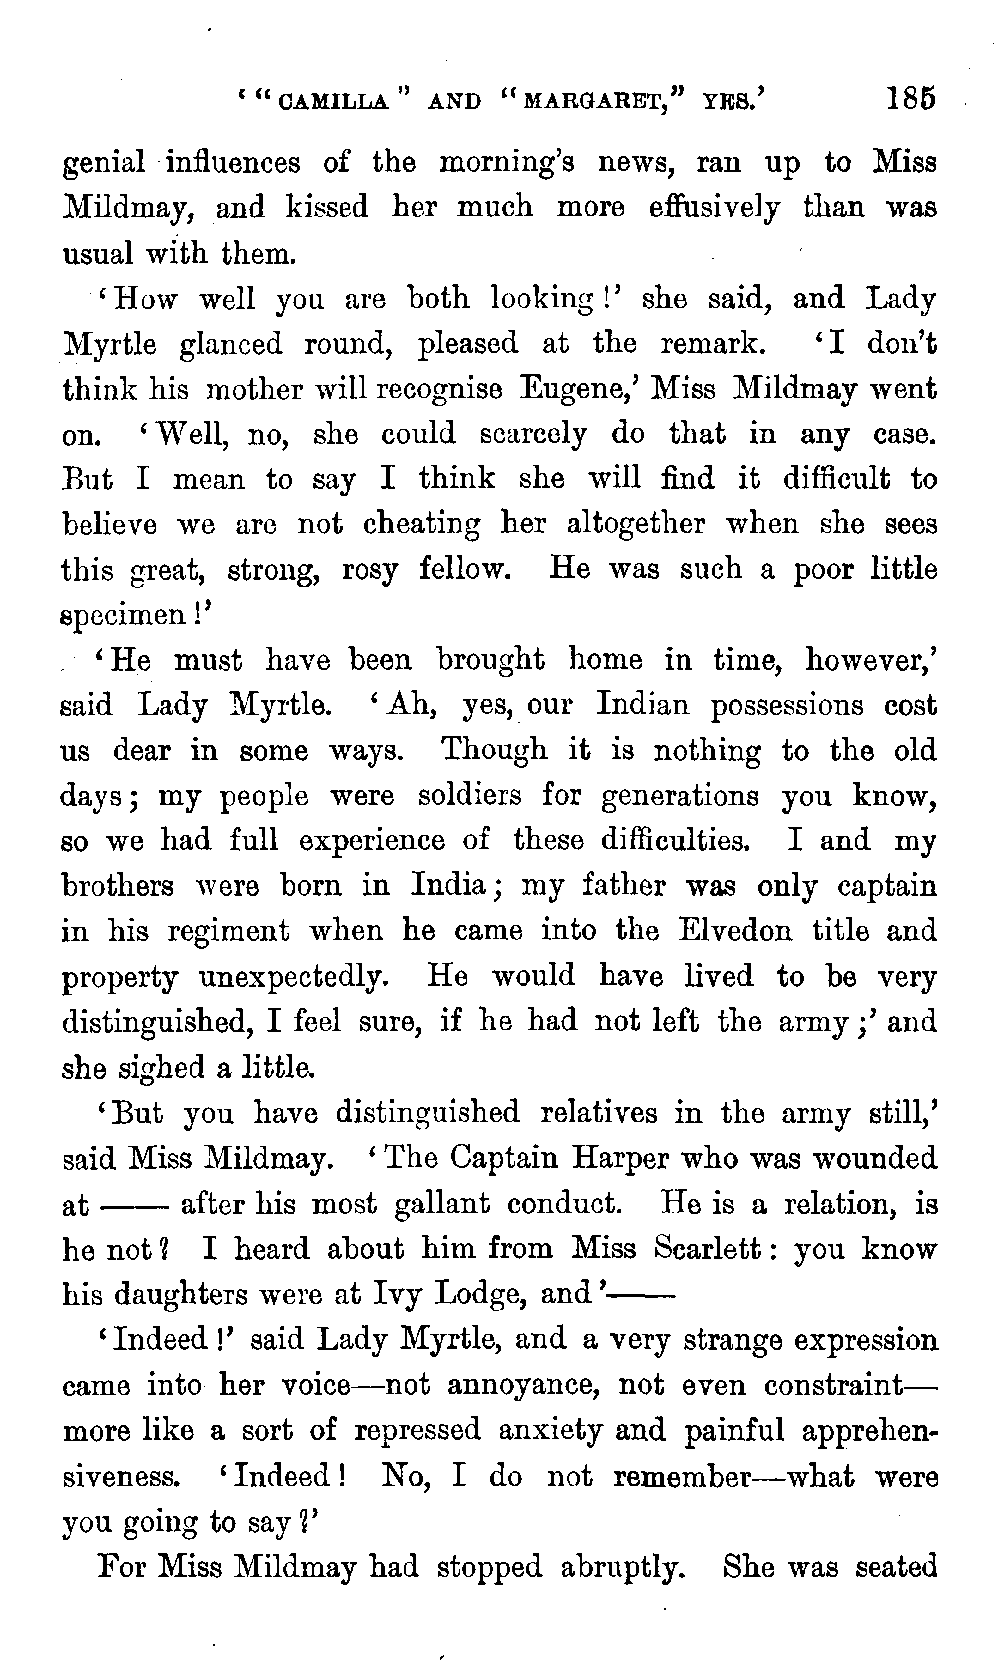 ‘ “CAMILLA” AND “MARGARET,” YES.’ 185
genial influences of the morning’s news, ran up to Miss
Mildmay, and kissed her much more effusively than was
usual with them.
‘How well you are both looking!’ she said, and Lady
Myrtle glanced round, pleased at the remark. ‘I don’t
think his mother will recognise Eugene,’ Miss Mildmay went
on. ‘Well, no, she could scarcely do that in any case.
But I mean to say I think she will find it difficult to
believe we are not cheating her altogether when she sees
this great, strong, rosy fellow. He was such a poor little
specimen!’
‘He must have been brought home in time, however,’
said Lady Myrtle. ‘Ah, yes, our Indian possessions cost
us dear in some ways. Though it is nothing to the old
days; my people were soldiers for generations you know,
so we had full experience of these difficulties. I and my
brothers were born in India; my father was only captain
in his regiment when he came into the Elvedon title and
property unexpectedly. He would have lived to be very
distinguished, I feel sure, if he had not left the army;’ and
she sighed a little.
‘But you have distinguished relatives in the army still,’
said Miss Mildmay. ‘The Captain Harper who was wounded
at —— after his most gallant conduct. He is a relation, is
he not? I heard about him from Miss Scarlett: you know
his daughters were at Ivy Lodge, and’——
‘Indeed!’ said Lady Myrtle, and a very strange expression
came into her voice—not annoyance, not even constraint—
more like a sort of repressed anxiety and painful apprehen-
siveness. ‘Indeed! No, I do not remember—what were
you going to say?’
For Miss Mildmay had stopped abruptly. She was seated